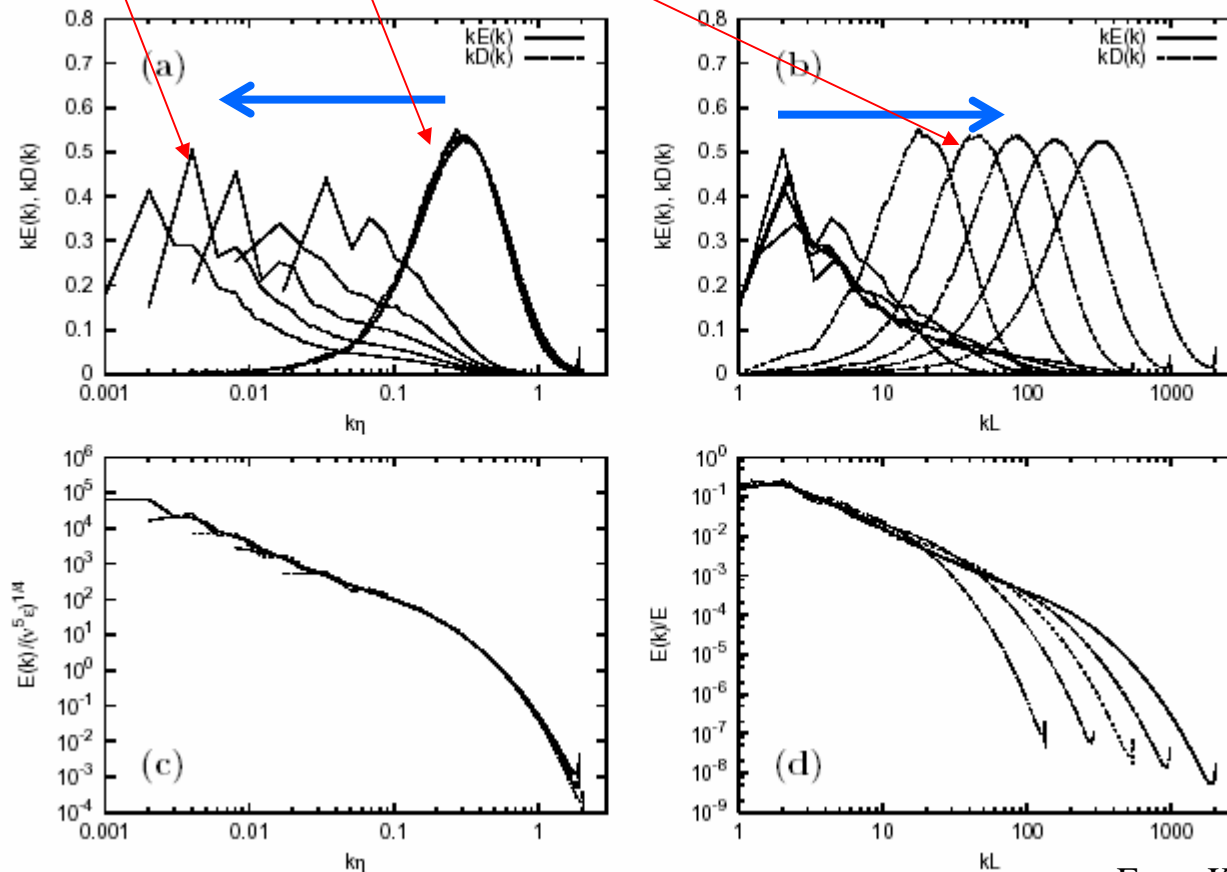 0.8
0.7
0.6
0.5
0.4
0.3
0.2
0.1
0
kE(k), kD(k)
(a)
kE(k)
kD(k)
0.001 0.01 0.1 1
kη
0.8
0.7
0.6
0.5
0.4
0.3
0.2
0.1
0
kE(k), kD(k)
(b)
kE(k)
kD(k)
1 10 100 1000
kL
10^6
10^5
10^4
10^3
10^2
10^1
10^0
10^-1
10^-2
10^-3
10^-4
E(k)/(ν^5 ε)^1/4
(c)
0.001 0.01 0.1 1
kη
10^0
10^-1
10^-2
10^-3
10^-4
10^-5
10^-6
10^-7
10^-8
10^-9
E(k)/E
(d)
1 10 100 1000
kL